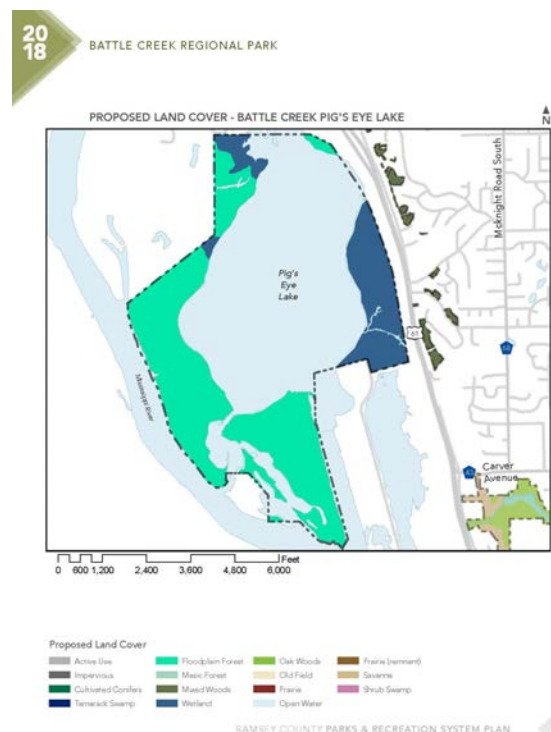 20
18
BATTLE CREEK REGIONAL PARK
PROPOSED LAND COVER - BATTLE CREEK PIG'S EYE LAKE
N
Mcknight Road South
Pig's
Eye
Lake
61
68
Mississippi River
43
Carver
Avenue
Feet
0 600 1,200 2,400 3,600 4,800 6,000
Proposed Land Cover
Active Use Floodplain Forest Oak Woods Prairie (remnant)
Impervious Mesic Forest Old Field Savanna
Cultivated Conifers Mixed Woods Prairie Shrub Swamp
Tamarack Swamp Wetland Open Water
RAMSEY COUNTY PARKS & RECREATION SYSTEM PLAN